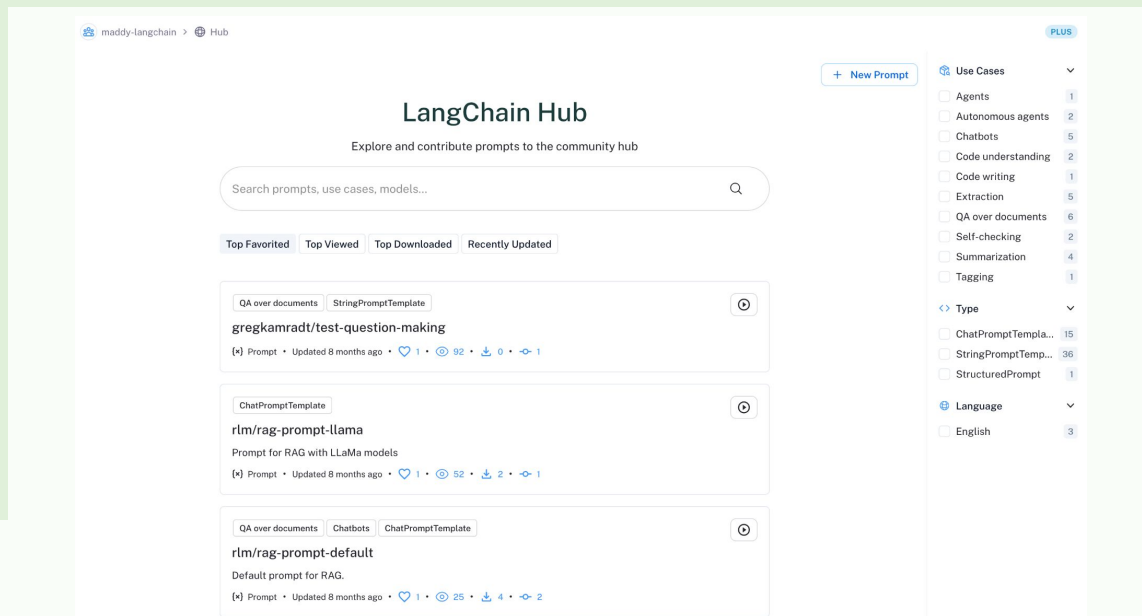 maddy-langchain > Hub
PLUS
+ New Prompt
LangChain Hub
Explore and contribute prompts to the community hub
Search prompts, use cases, models...
Top Favorited Top Viewed Top Downloaded Recently Updated
QA over documents StringPromptTemplate
gregkamradt/test-question-making
{×} Prompt • Updated 8 months ago • 1 • 92 • 0 • 1
ChatPromptTemplate
rlm/rag-prompt-llama
Prompt for RAG with LLaMa models
{×} Prompt • Updated 8 months ago • 1 • 52 • 2 • 1
QA over documents Chatbots ChatPromptTemplate
rlm/rag-prompt-default
Default prompt for RAG.
{×} Prompt • Updated 8 months ago • 1 • 25 • 4 • 2
Use Cases
Agents 1
Autonomous agents 2
Chatbots 5
Code understanding 2
Code writing 1
Extraction 5
QA over documents 6
Self-checking 2
Summarization 4
Tagging 1
Type
ChatPromptTempla... 15
StringPromptTemp... 36
StructuredPrompt 1
Language
English 3